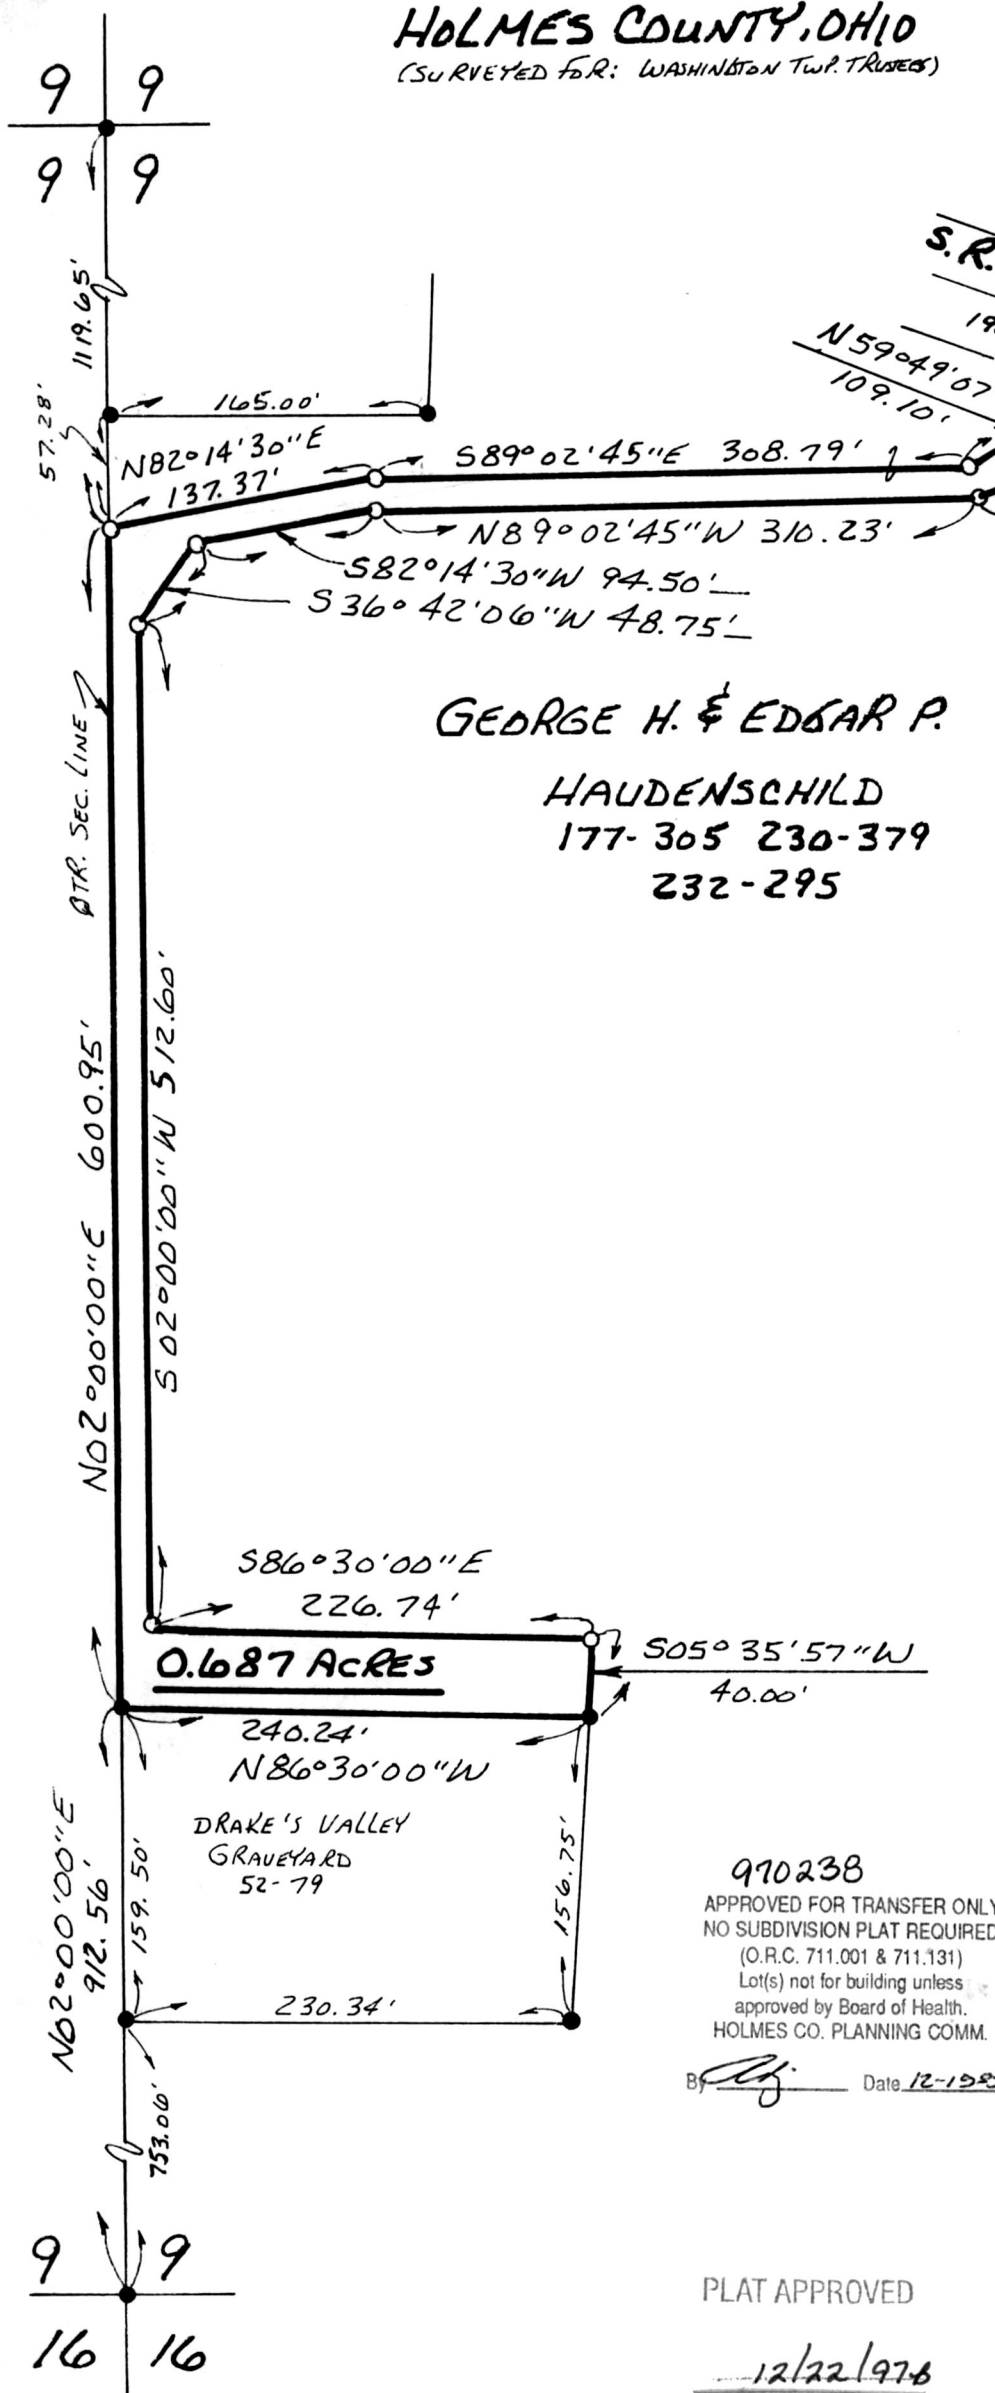 HOLMES COUNTY, OHIO
(SURVEYED FOR: WASHINGTON TWP. TRUSTEES)
9 9
9 9
1119.65'
57.28'
S.R.
N59°49'07
109.10'
165.00'
N82°14'30"E
137.37'
S89°02'45"E 308.79'
N89°02'45"W 310.23'
S82°14'30"W 94.50'
S36°42'06"W 48.75'
GEORGE H. & EDGAR P.
HAUDENSCHILD
177-305 230-379
232-295
QTR. SEC. LINE
N02°00'00"E 600.95'
S02°00'00"W 512.60'
S86°30'00"E
226.74'
0.687 ACRES
S05°35'57"W
40.00'
240.24'
N86°30'00"W
DRAKE'S VALLEY
GRAVEYARD
52-79
N02°00'00"E
912.56'
159.50'
156.75'
230.34'
753.06'
970238
APPROVED FOR TRANSFER ONLY
NO SUBDIVISION PLAT REQUIRED
(O.R.C. 711.001 & 711.131)
Lot(s) not for building unless
approved by Board of Health.
HOLMES CO. PLANNING COMM.
By Date
9 9
16 16
PLAT APPROVED
12/22/97